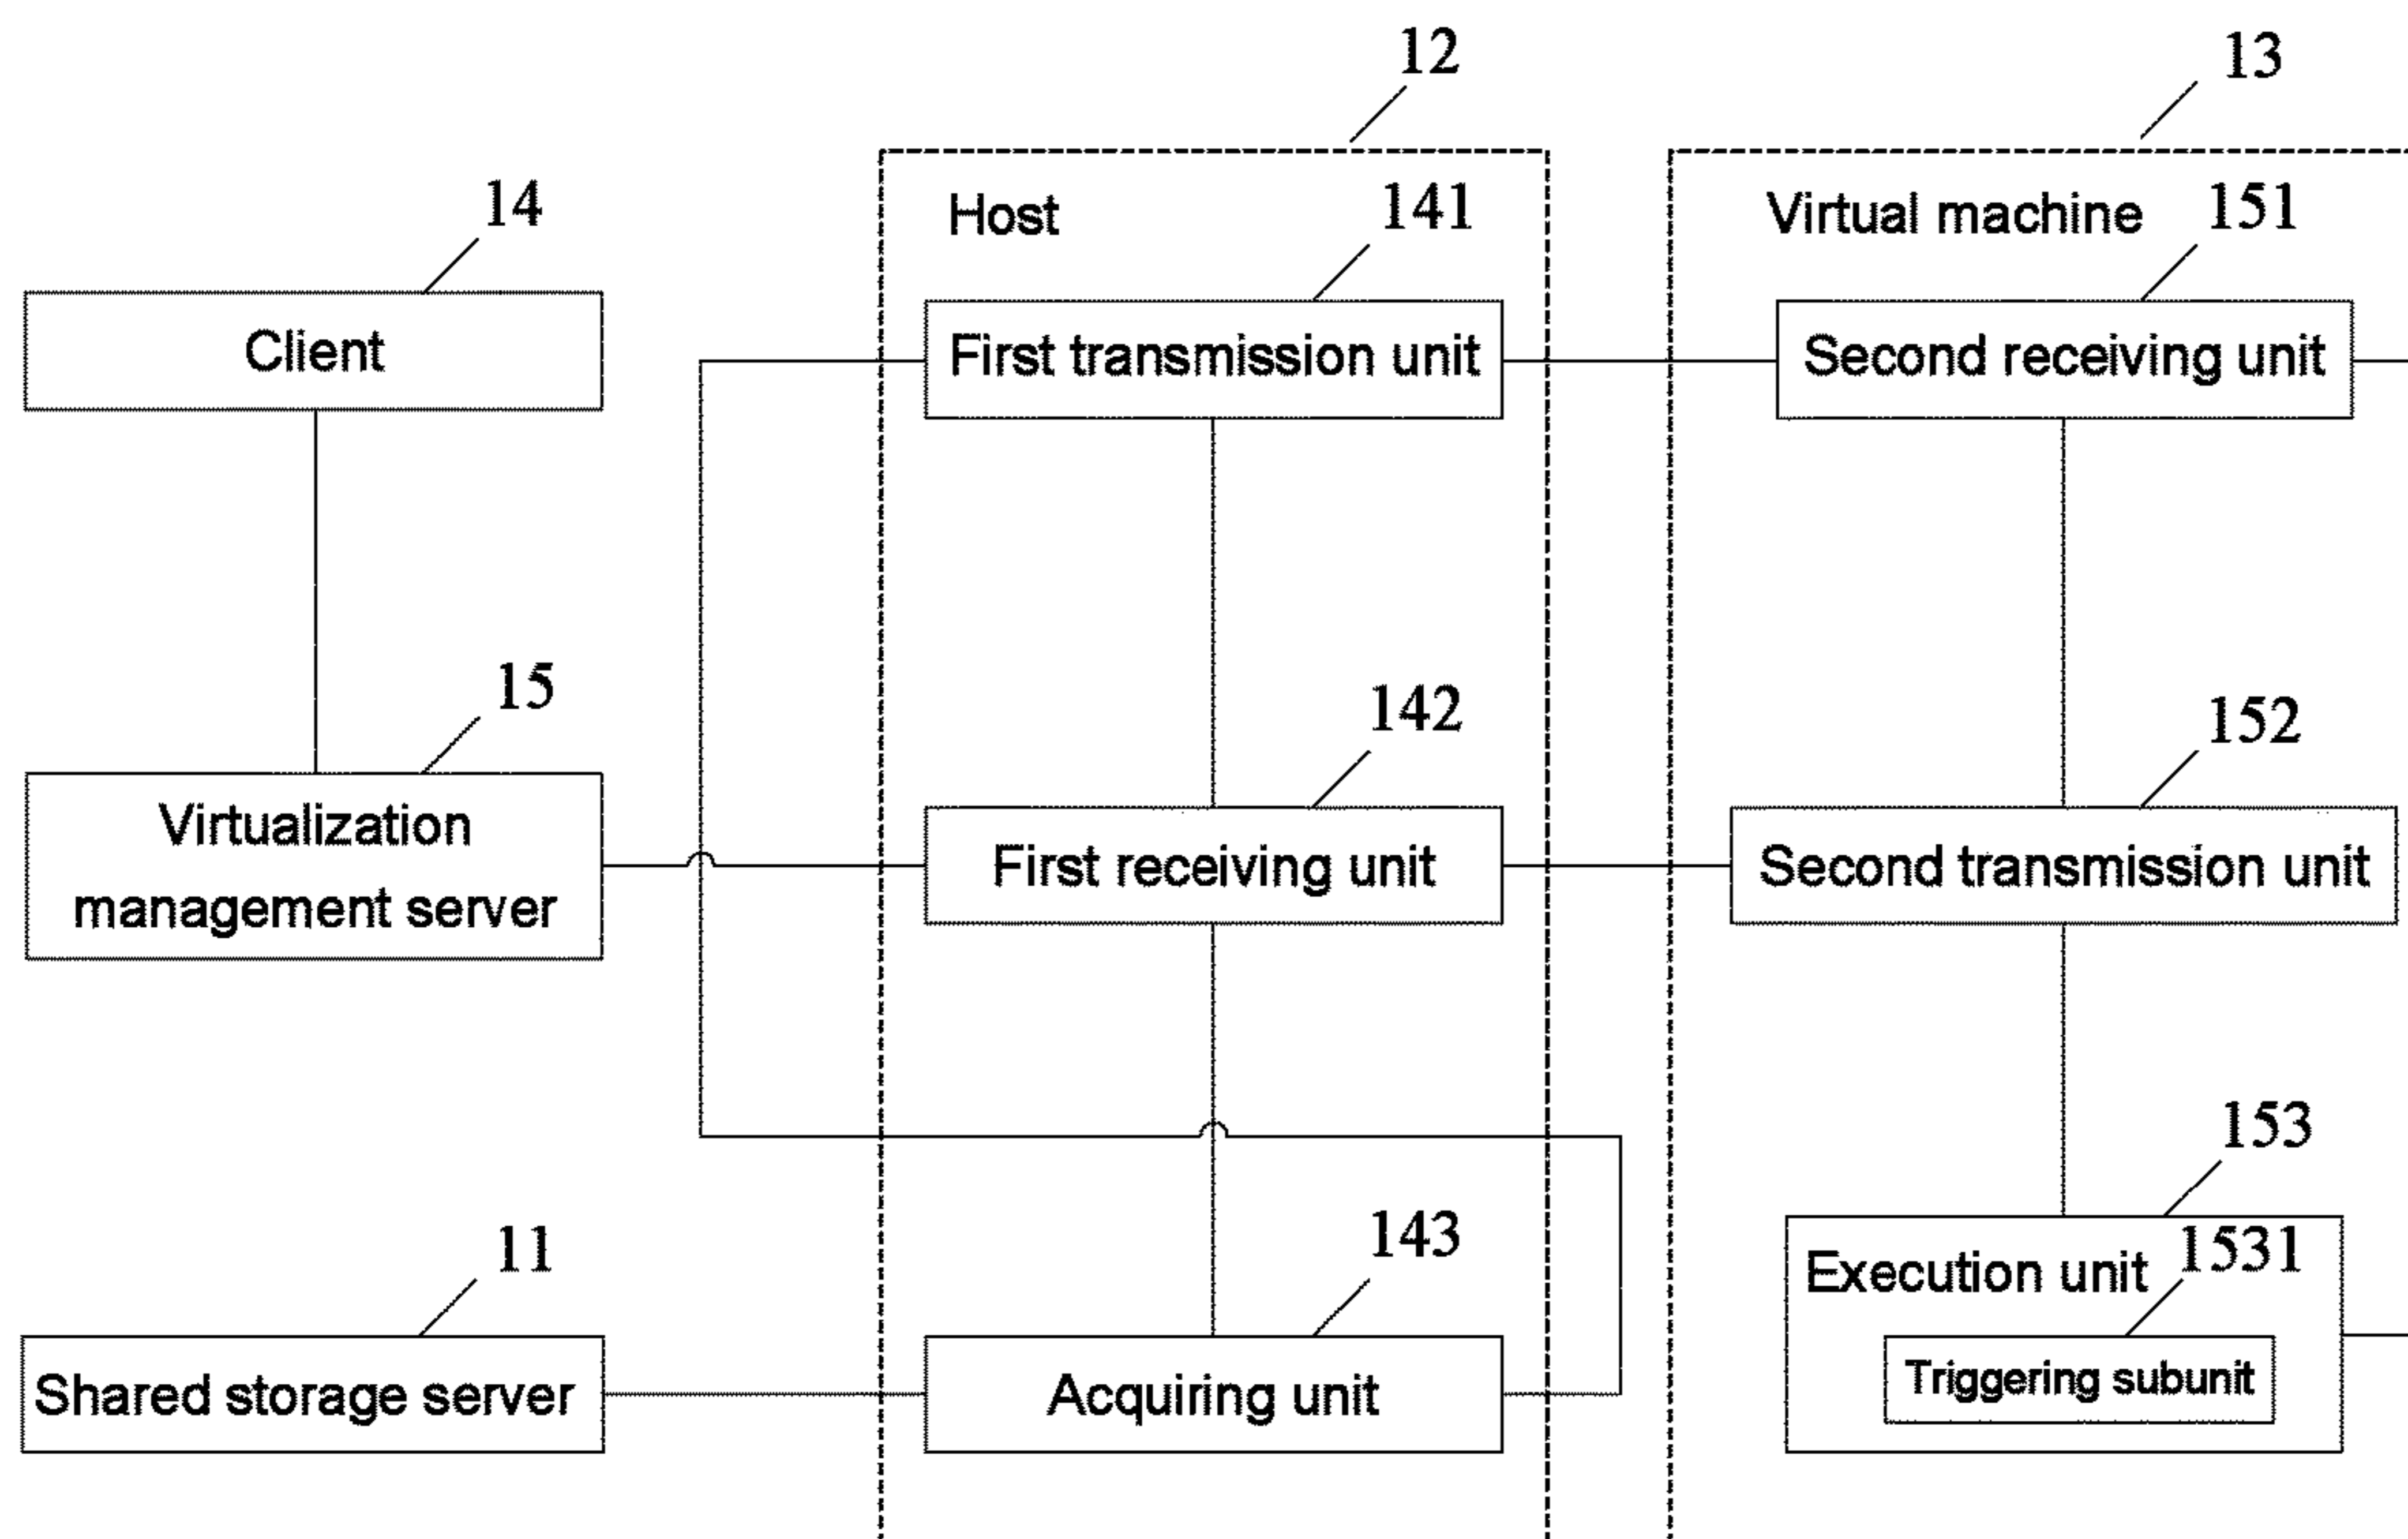 12
13
14
Host
141
Virtual machine
151
Client
First transmission unit
Second receiving unit
15
142
152
Virtualization
management server
First receiving unit
Second transmission unit
153
11
143
Execution unit
1531
Shared storage server
Acquiring unit
Triggering subunit